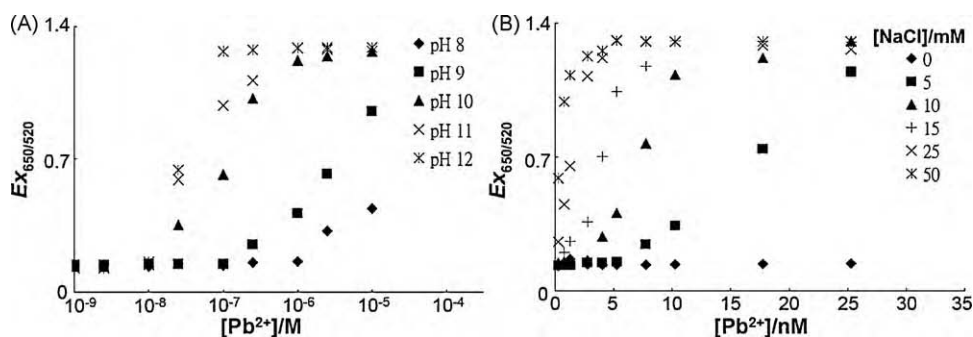 (A)
1.4
0.7
0
Ex650/520
10⁻⁹ 10⁻⁸ 10⁻⁷ 10⁻⁶ 10⁻⁵ 10⁻⁴
[Pb²⁺]/M
pH 8
pH 9
pH 10
pH 11
pH 12
(B)
1.4
0.7
0
Ex650/520
0 5 10 15 20 25 30 35
[Pb²⁺]/nM
[NaCl]/mM
0
5
10
15
25
50